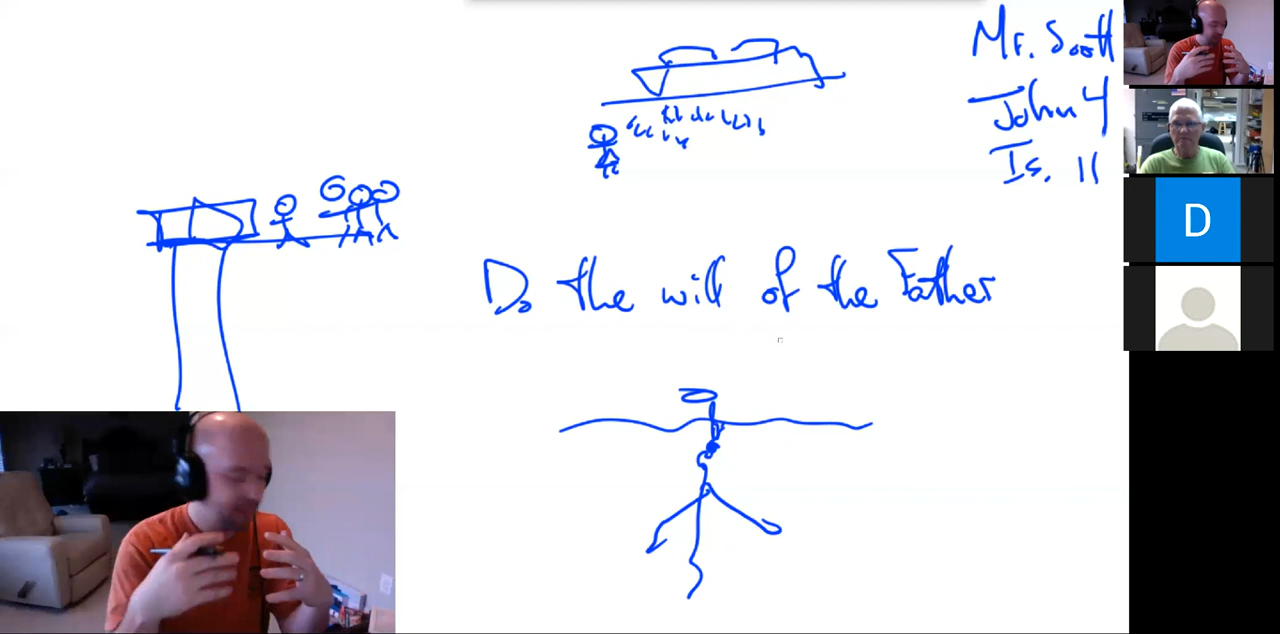 Mr. Scott
John 4
Is. 11
Do the will of the Father
D